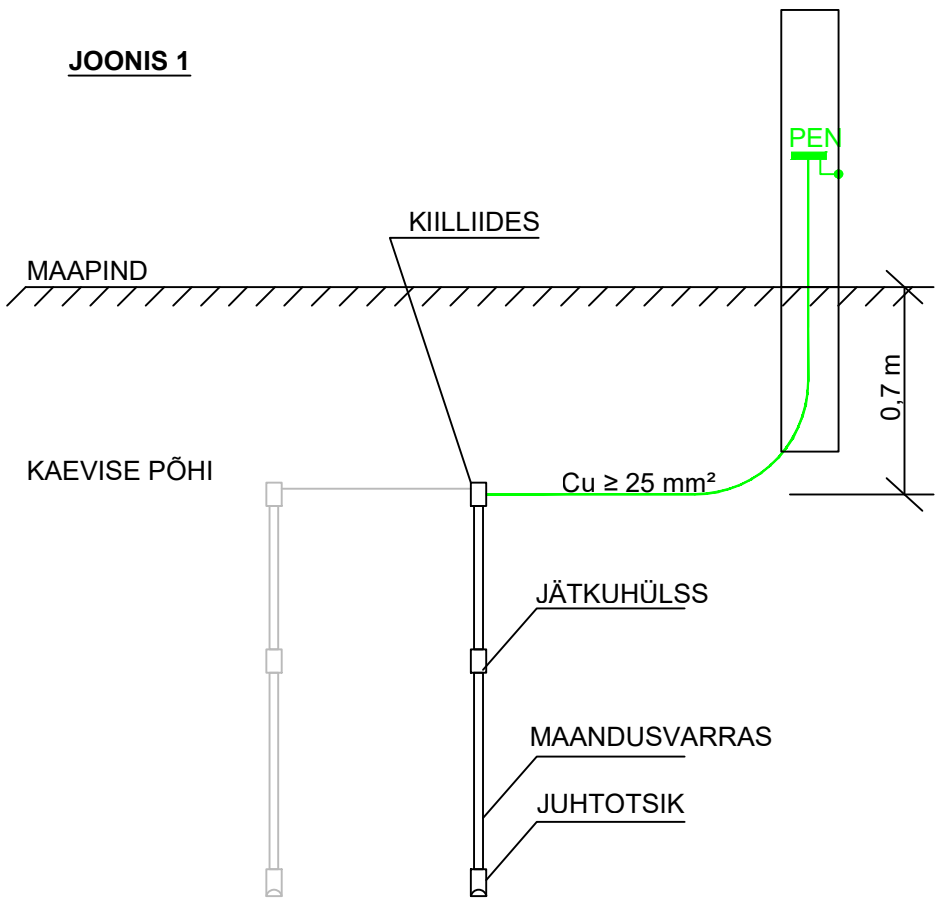 JOONIS 1
PEN
KIILLIIDES
MAAPIND
0,7 m
KAEVISE PÕHI
Cu ≥ 25 mm²
JÄTKUHÜLSS
MAANDUSVARRAS
JUHTOTSIK